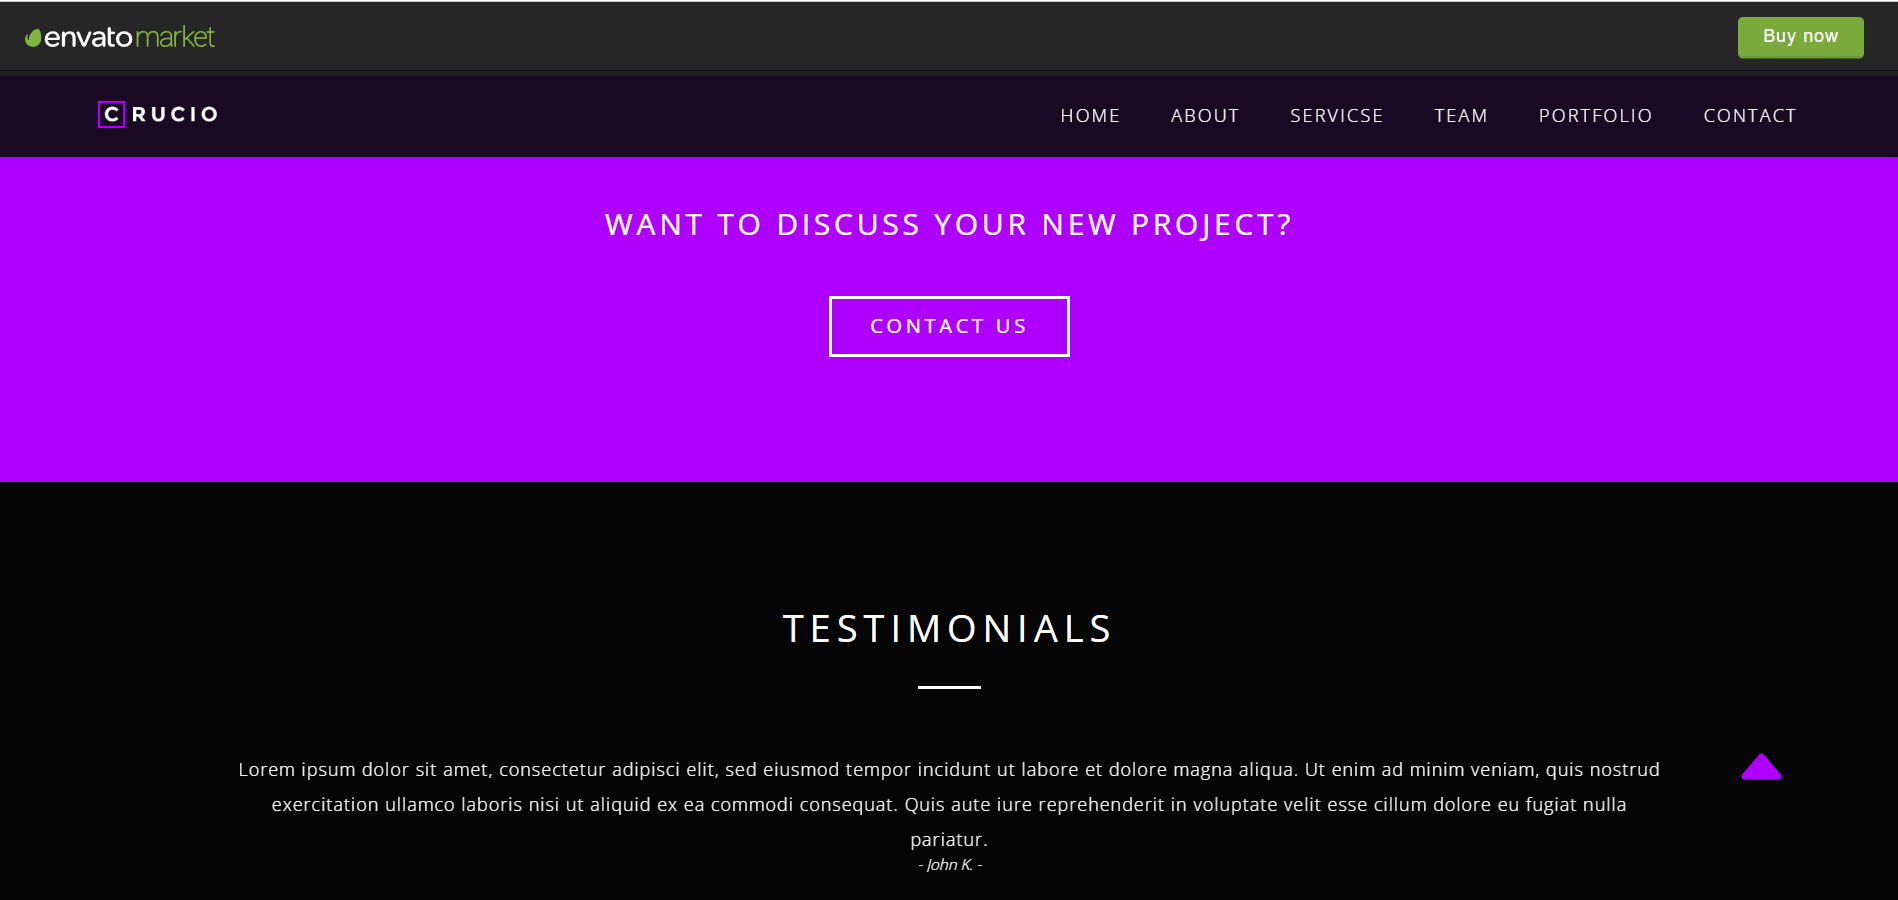 envatomarket
Buy now
CRUCIO
HOME ABOUT SERVICSE TEAM PORTFOLIO CONTACT
WANT TO DISCUSS YOUR NEW PROJECT?
CONTACT US
TESTIMONIALS
Lorem ipsum dolor sit amet, consectetur adipisci elit, sed eiusmod tempor incidunt ut labore et dolore magna aliqua. Ut enim ad minim veniam, quis nostrud
exercitation ullamco laboris nisi ut aliquid ex ea commodi consequat. Quis aute iure reprehenderit in voluptate velit esse cillum dolore eu fugiat nulla
pariatur.
- John K. -